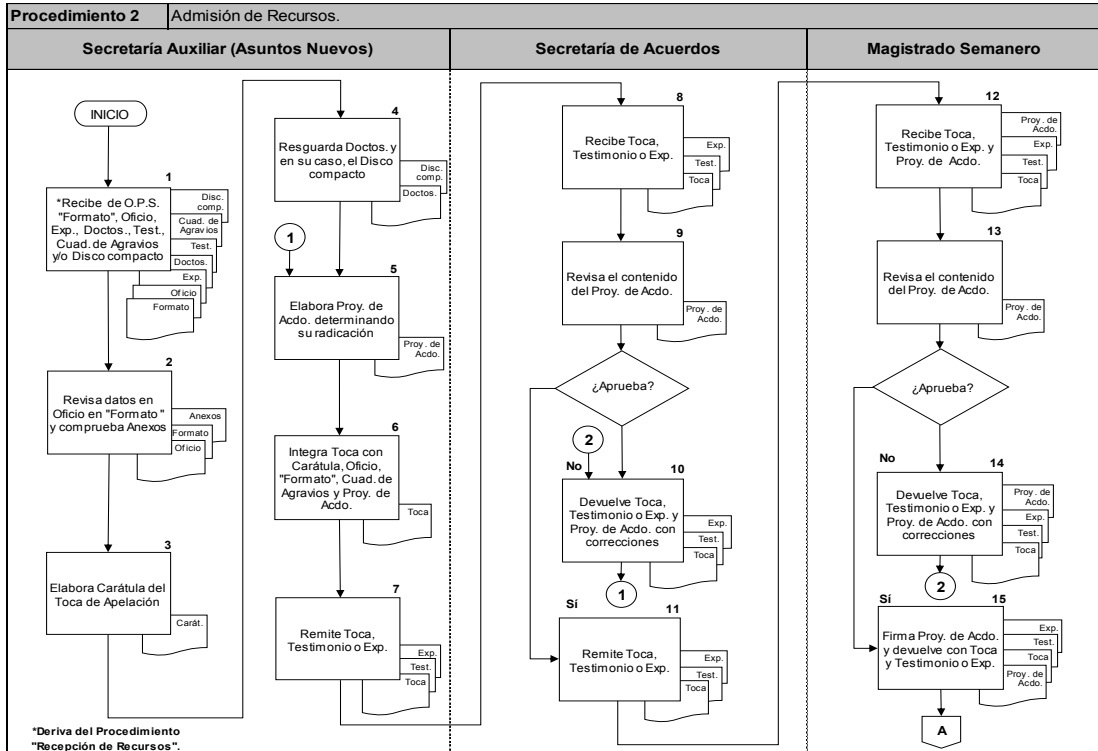 Procedimiento 2
Admisión de Recursos.
Secretaría Auxiliar (Asuntos Nuevos)
Secretaría de Acuerdos
Magistrado Semanero
INICIO
1
*Recibe de O.P.S.
"Formato", Oficio,
Exp., Doctos., Test.,
Cuad. de Agravios
y/o Disco compacto
Disc.
comp.
Cuad. de
Agravios
Test.
Doctos.
Exp.
Oficio
Formato
2
Revisa datos en
Oficio en "Formato"
y comprueba Anexos
Anexos
Formato
Oficio
3
Elabora Carátula del
Toca de Apelación
Carát.
*Deriva del Procedimiento
"Recepción de Recursos".
4
Resguarda Doctos. y
en su caso, el Disco
compacto
Disc.
comp.
Doctos.
1
5
Elabora Proy. de
Acdo. determinando
su radicación
Proy. de
Acdo.
6
Integra Toca con
Carátula, Oficio,
"Formato", Cuad. de
Agravios y Proy. de
Acdo.
Toca
7
Remite Toca,
Testimonio o Exp.
Exp.
Test.
Toca
8
Recibe Toca,
Testimonio o Exp.
Exp.
Test.
Toca
9
Revisa el contenido
del Proy. de Acdo.
Proy. de
Acdo.
¿Aprueba?
2
No
10
Devuelve Toca,
Testimonio o Exp. y
Proy. de Acdo. con
correcciones
Exp.
Test.
Toca
1
Sí
11
Remite Toca,
Testimonio o Exp.
Exp.
Test.
Toca
12
Recibe Toca,
Testimonio o Exp. y
Proy. de Acdo.
Proy. de
Acdo.
Exp.
Test.
Toca
13
Revisa el contenido
del Proy. de Acdo.
Proy. de
Acdo.
¿Aprueba?
No
14
Devuelve Toca,
Testimonio o Exp. y
Proy. de Acdo. con
correcciones
Proy. de
Acdo.
Exp.
Test.
Toca
2
Sí
15
Firma Proy. de Acdo.
y devuelve con Toca
y Testimonio o Exp.
Exp.
Test.
Toca
Proy. de
Acdo.
A